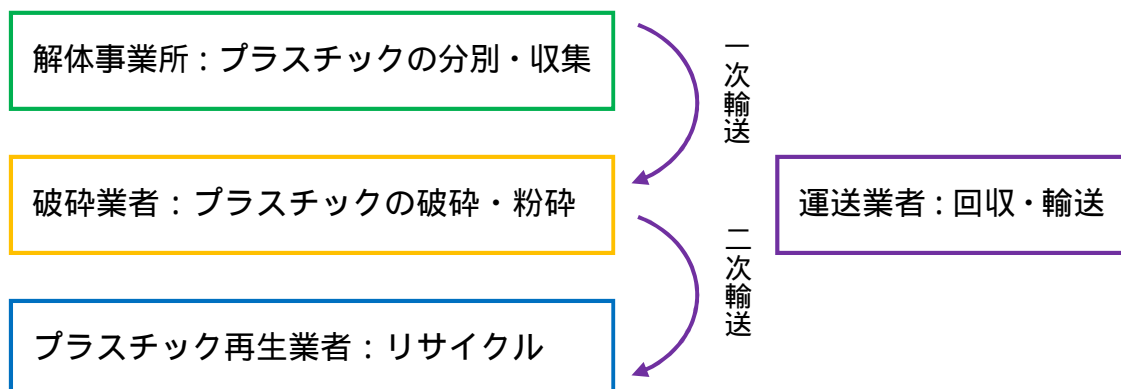 解体事業所：プラスチックの分別・収集
一次輸送
破砕業者：プラスチックの破砕・粉砕
運送業者：回収・輸送
二次輸送
プラスチック再生業者：リサイクル